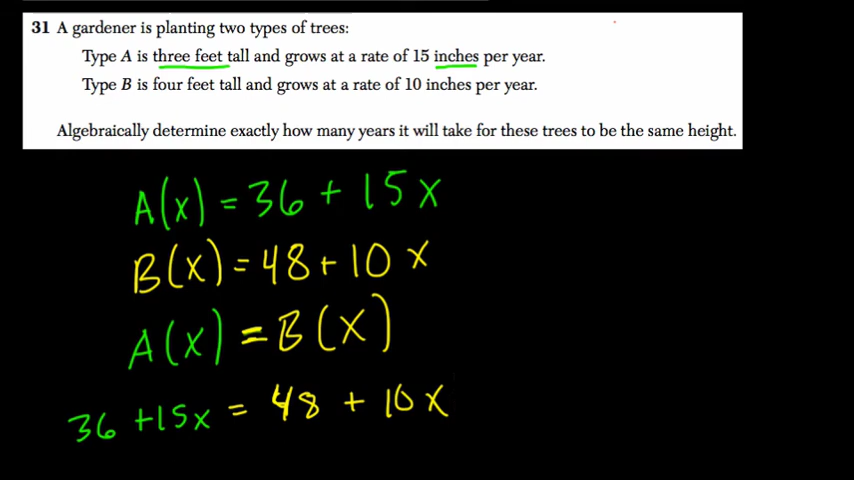 31 A gardener is planting two types of trees:
Type A is three feet tall and grows at a rate of 15 inches per year.
Type B is four feet tall and grows at a rate of 10 inches per year.
Algebraically determine exactly how many years it will take for these trees to be the same height.
A(x) = 36 + 15x
B(x) = 48 + 10x
A(x) = B(x)
36 + 15x = 48 + 10x